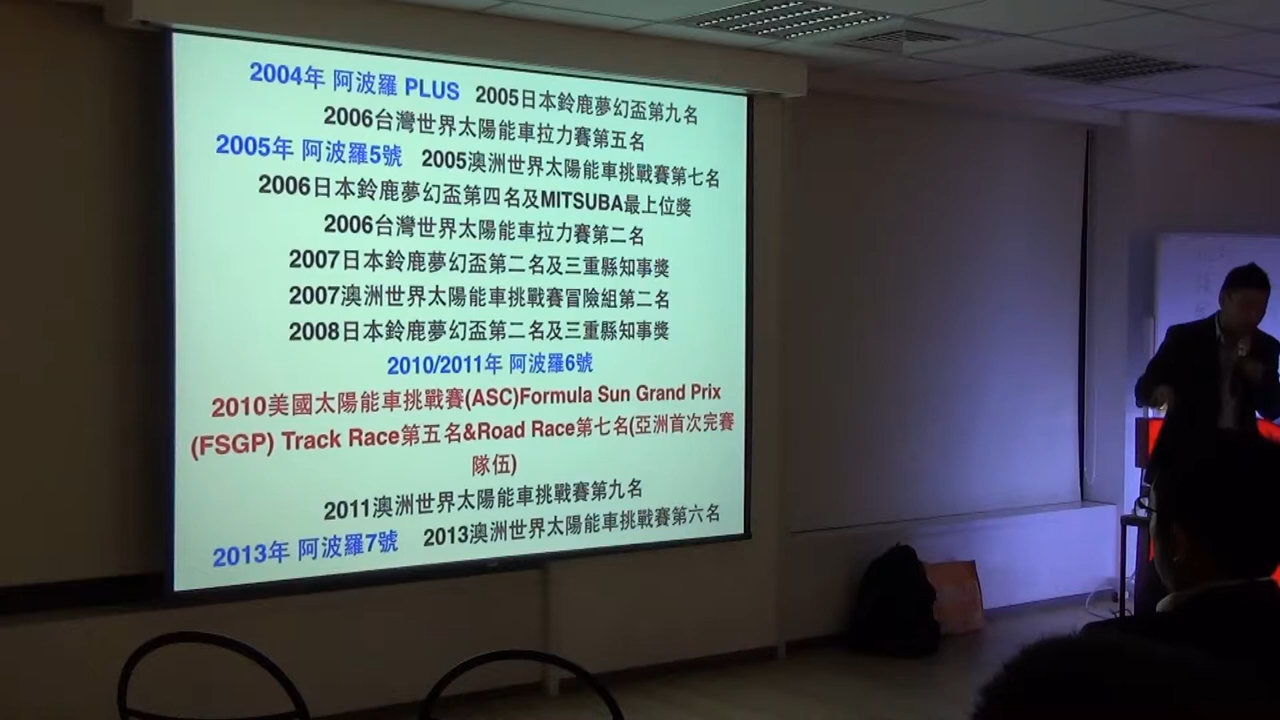 2004年 阿波羅 PLUS 2005日本鈴鹿夢幻盃第九名
2006台灣世界太陽能車拉力賽第五名
2005年 阿波羅5號 2005澳洲世界太陽能車挑戰賽第七名
2006日本鈴鹿夢幻盃第四名及MITSUBA最上位獎
2006台灣世界太陽能車拉力賽第二名
2007日本鈴鹿夢幻盃第二名及三重縣知事獎
2007澳洲世界太陽能車挑戰賽冒險組第二名
2008日本鈴鹿夢幻盃第二名及三重縣知事獎
2010/2011年 阿波羅6號
2010美國太陽能車挑戰賽(ASC)Formula Sun Grand Prix
(FSGP) Track Race第五名&Road Race第七名(亞洲首次完賽
隊伍)
2011澳洲世界太陽能車挑戰賽第九名
2013年 阿波羅7號 2013澳洲世界太陽能車挑戰賽第六名